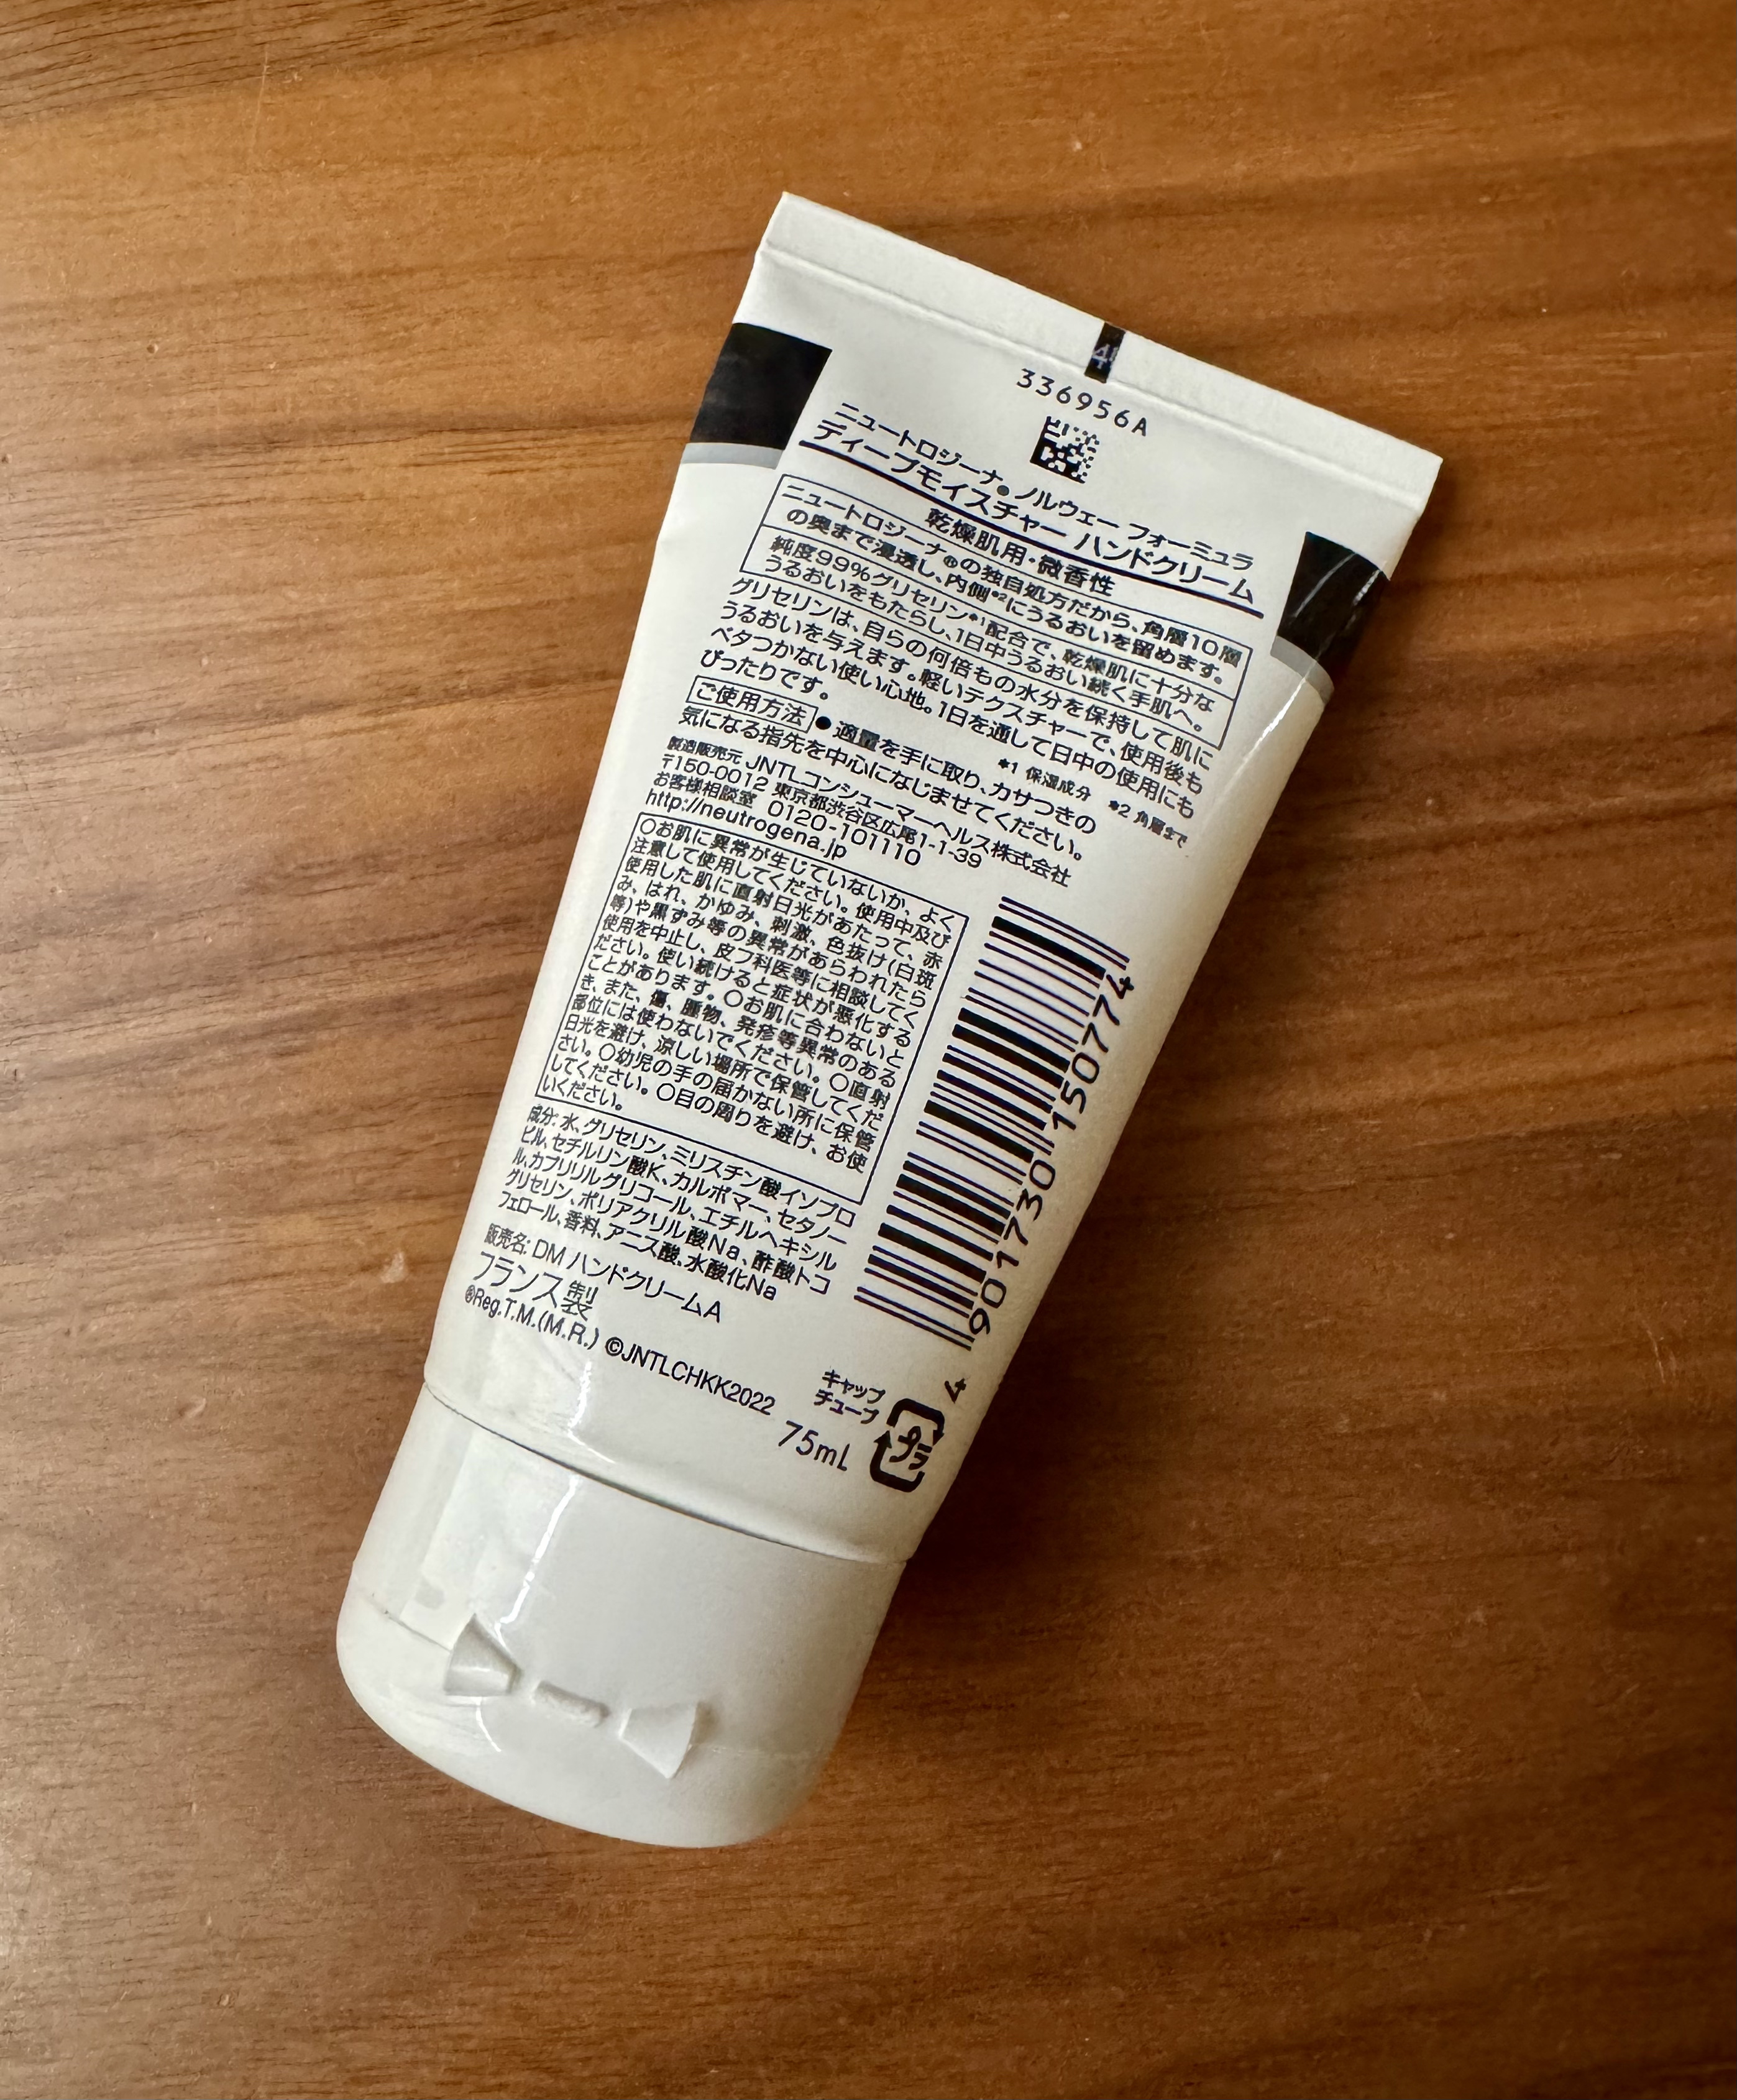 336956A
ニュートロジーナ® ノルウェー フォーミュラ
ディープモイスチャー ハンドクリーム
乾燥肌用・微香性
ニュートロジーナ®の独自処方だから、角層10層
の奥まで浸透し、内側*2にうるおいを留めます。
純度99%グリセリン*1配合で、乾燥肌に十分な
うるおいをもたらし、1日中うるおい続く手肌へ。
グリセリンは、自らの何倍もの水分を保持して肌に
うるおいを与えます。軽いテクスチャーで、使用後も
ベタつかない使い心地。1日を通して日中の使用にも
ぴったりです。
*1 保湿成分 *2 角層まで
ご使用方法 ●適量を手に取り、カサつきの
気になる指先を中心になじませてください。
製造販売元 JNTLコンシューマーヘルス株式会社
〒150-0012 東京都渋谷区広尾1-1-39
お客様相談室 0120-101110
http://neutrogena.jp
○お肌に異常が生じていないか、よく
注意して使用してください。使用中及び
使用した肌に直射日光があたって、赤
み、はれ、かゆみ、刺激、色抜け(白斑
等)や黒ずみ等の異常があらわれたら
使用を中止し、皮フ科医等に相談してく
ださい。使い続けると症状が悪化する
ことがあります。○お肌に合わないと
き、また、傷、腫物、発疹等異常のある
部位には使わないでください。○直射
日光を避け、涼しい場所で保管してくだ
さい。○幼児の手の届かない所に保管
してください。○目の周りを避け、お使
いください。
成分: 水、グリセリン、ミリスチン酸イソプロ
ピル、セチルリン酸K、カルボマー、セタノー
ル、カプリリルグリコール、エチルヘキシル
グリセリン、ポリアクリル酸Na、酢酸トコ
フェロール、香料、アニス酸、水酸化Na
販売名: DM ハンドクリームA
フランス製
®Reg.T.M.(M.R.) ©JNTLCHKK2022
4 901730 150774
キャップ
チューブ
プラ
75mL